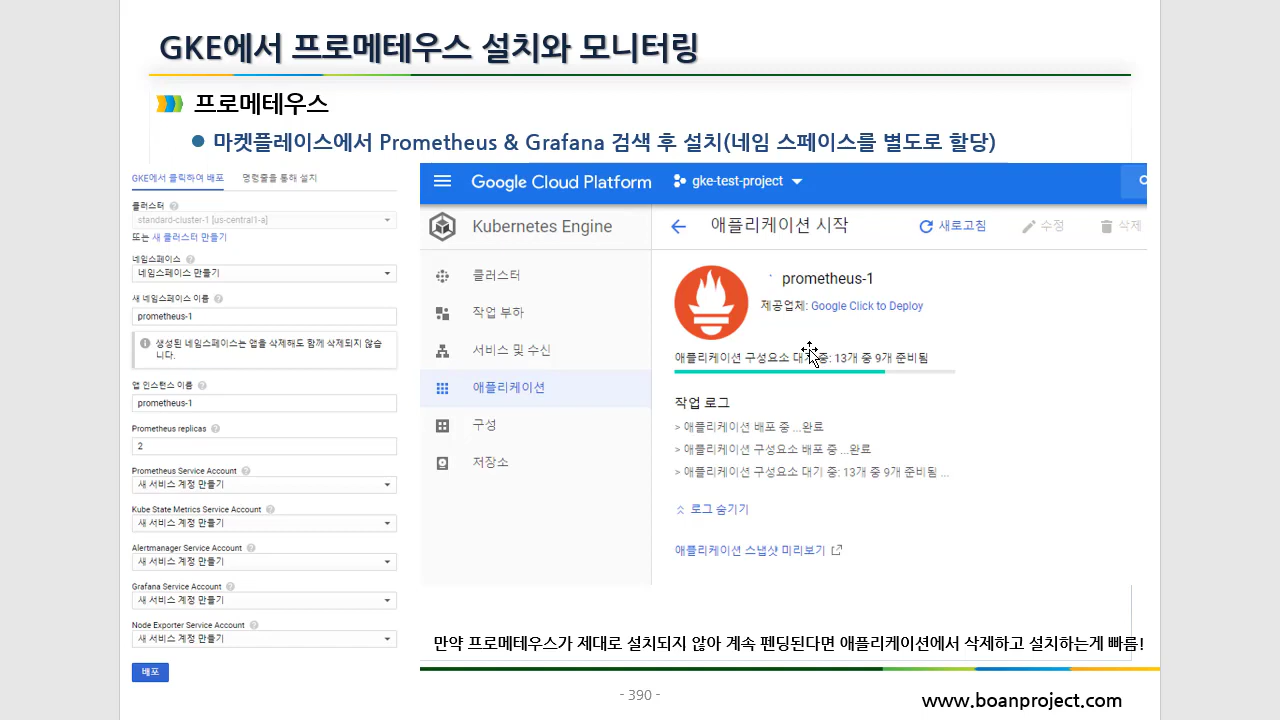 GKE에서 프로메테우스 설치와 모니터링
프로메테우스
마켓플레이스에서 Prometheus & Grafana 검색 후 설치(네임 스페이스를 별도로 할당)
GKE에서 클릭하여 배포 명령줄을 통해 설치
클러스터
standard-cluster-1 [us-central1-a]
또는 새 클러스터 만들기
네임스페이스
네임스페이스 만들기
새 네임스페이스 이름
prometheus-1
생성된 네임스페이스는 앱을 삭제해도 함께 삭제되지 않습
니다.
앱 인스턴스 이름
prometheus-1
Prometheus replicas
2
Prometheus Service Account
새 서비스 계정 만들기
Kube State Metrics Service Account
새 서비스 계정 만들기
Alertmanager Service Account
새 서비스 계정 만들기
Grafana Service Account
새 서비스 계정 만들기
Node Exporter Service Account
새 서비스 계정 만들기
배포
Google Cloud Platform gke-test-project
Kubernetes Engine
애플리케이션 시작 새로고침 수정 삭제
클러스터
작업 부하
서비스 및 수신
애플리케이션
구성
저장소
prometheus-1
제공업체: Google Click to Deploy
애플리케이션 구성요소 대기 중: 13개 중 9개 준비됨
작업 로그
> 애플리케이션 배포 중 ...완료
> 애플리케이션 구성요소 배포 중 ...완료
> 애플리케이션 구성요소 대기 중: 13개 중 9개 준비됨 ...
로그 숨기기
애플리케이션 스냅샷 미리보기
만약 프로메테우스가 제대로 설치되지 않아 계속 펜딩된다면 애플리케이션에서 삭제하고 설치하는게 빠름!
- 390 -
www.boanproject.com